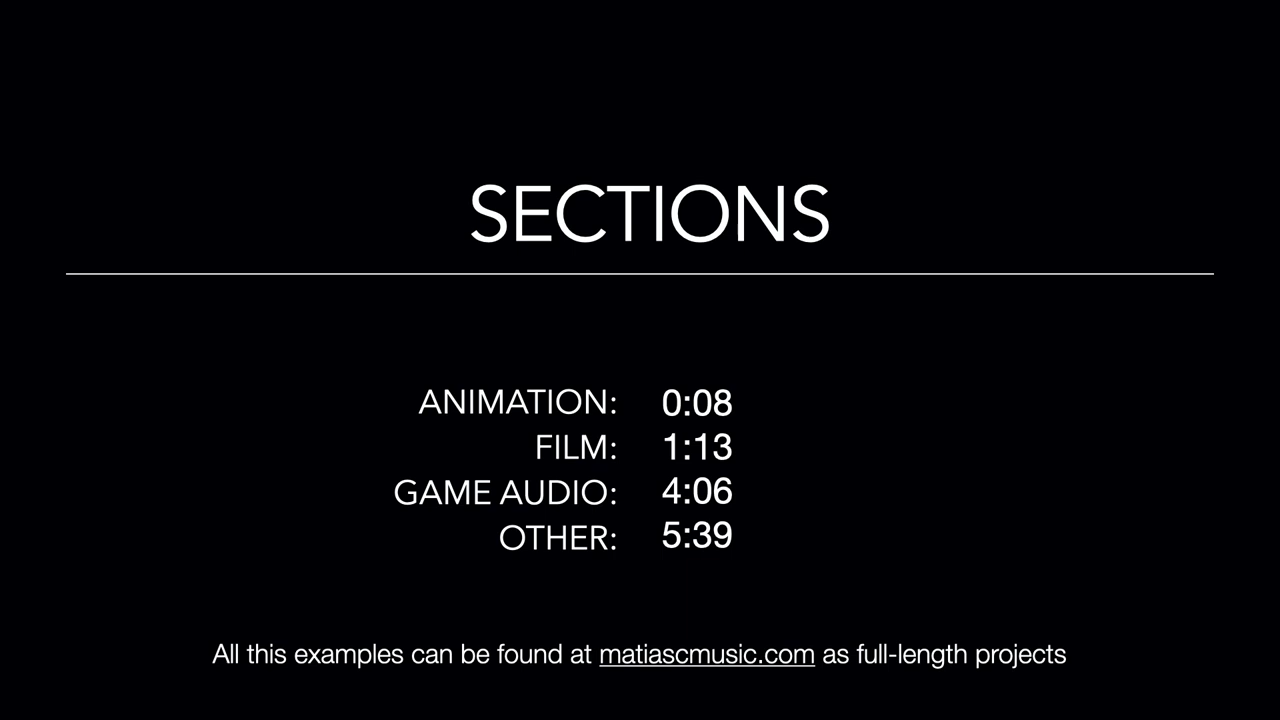 SECTIONS
ANIMATION: 0:08
FILM: 1:13
GAME AUDIO: 4:06
OTHER: 5:39
All this examples can be found at matiascmusic.com as full-length projects